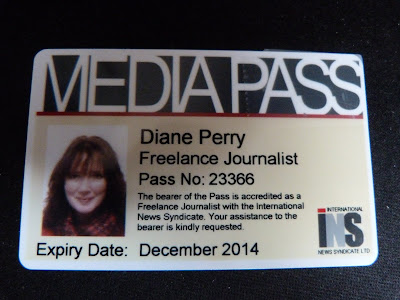 MEDIA PASS
Diane Perry
Freelance Journalist
Pass No: 23366
The bearer of the Pass is accredited as a
Freelance Journalist with the International
News Syndicate. Your assistance to the
bearer is kindly requested.
INTERNATIONAL
INS
NEWS SYNDICATE LTD
Expiry Date: December 2014